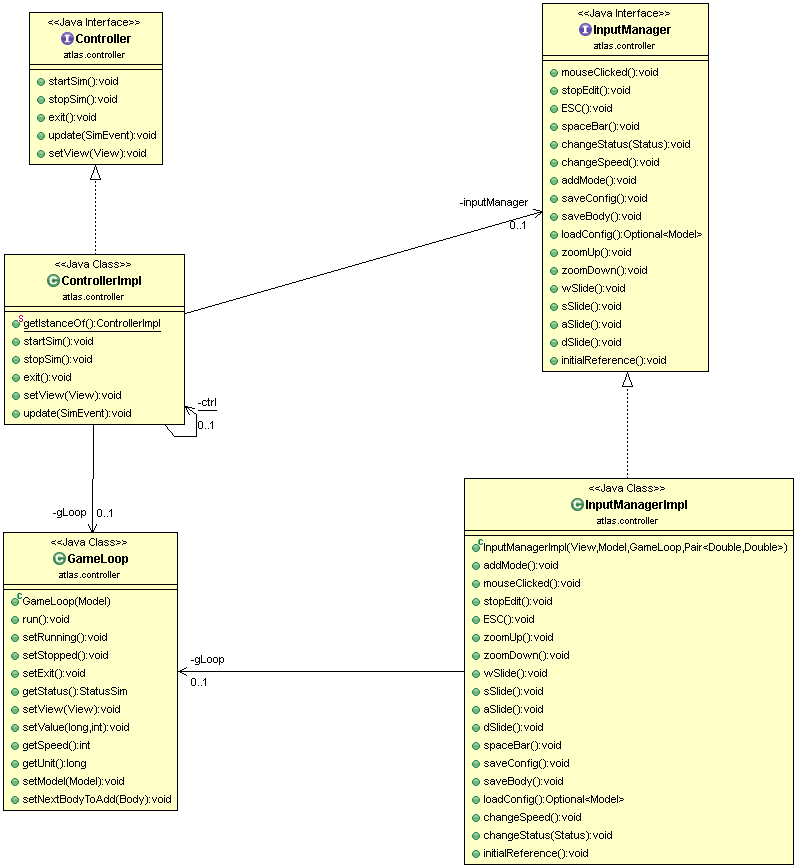 <<Java Interface>>
I Controller
atlas.controller
startSim():void
stopSim():void
exit():void
update(SimEvent):void
setView(View):void
<<Java Interface>>
I InputManager
atlas.controller
mouseClicked():void
stopEdit():void
ESC():void
spaceBar():void
changeStatus(Status):void
changeSpeed():void
addMode():void
saveConfig():void
saveBody():void
loadConfig():Optional<Model>
zoomUp():void
zoomDown():void
wSlide():void
sSlide():void
aSlide():void
dSlide():void
initialReference():void
-inputManager
0..1
<<Java Class>>
C ControllerImpl
atlas.controller
S getIstanceOf():ControllerImpl
startSim():void
stopSim():void
exit():void
setView(View):void
update(SimEvent):void
-ctrl
0..1
-gLoop
0..1
<<Java Class>>
C GameLoop
atlas.controller
C GameLoop(Model)
run():void
setRunning():void
setStopped():void
setExit():void
getStatus():StatusSim
setView(View):void
setValue(long,int):void
getSpeed():int
getUnit():long
setModel(Model):void
setNextBodyToAdd(Body):void
-gLoop
0..1
<<Java Class>>
C InputManagerImpl
atlas.controller
C InputManagerImpl(View,Model,GameLoop,Pair<Double,Double>)
addMode():void
mouseClicked():void
stopEdit():void
ESC():void
zoomUp():void
zoomDown():void
wSlide():void
sSlide():void
aSlide():void
dSlide():void
spaceBar():void
saveConfig():void
saveBody():void
loadConfig():Optional<Model>
changeSpeed():void
changeStatus(Status):void
initialReference():void